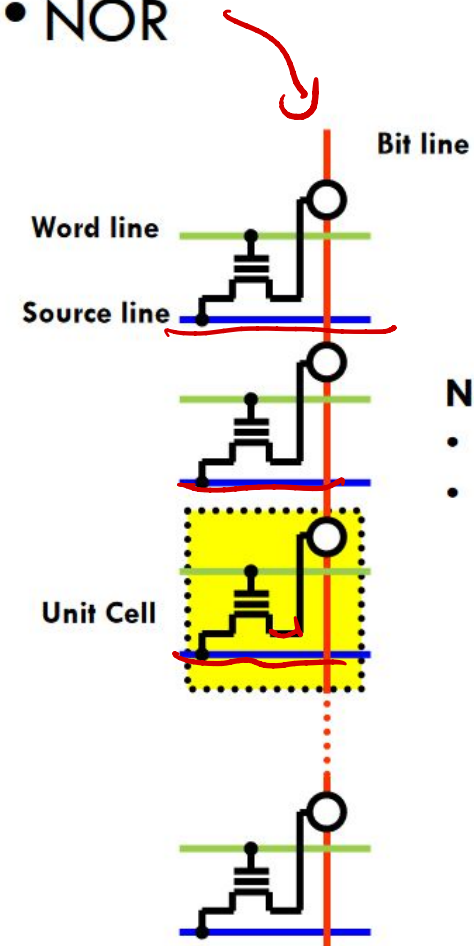 • NOR
Bit line
Word line
Source line
N
•
•
Unit Cell